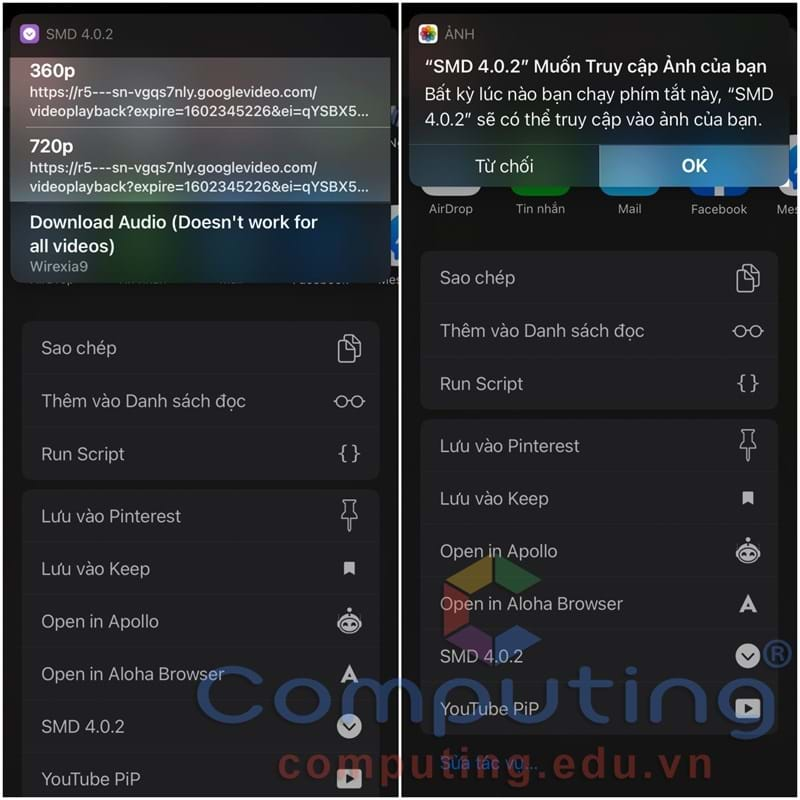 SMD 4.0.2
360p
https://r5---sn-vgqs7nly.googlevideo.com/
videoplayback?expire=1602345226&ei=qYSBX5...
720p
https://r5---sn-vgqs7nly.googlevideo.com/
videoplayback?expire=1602345226&ei=qYSBX5...
Download Audio (Doesn't work for
all videos)
Wirexia9
Sao chép
Thêm vào Danh sách đọc
Run Script
Lưu vào Pinterest
Lưu vào Keep
Open in Apollo
Open in Aloha Browser
SMD 4.0.2
YouTube PiP
ẢNH
“SMD 4.0.2” Muốn Truy cập Ảnh của bạn
Bất kỳ lúc nào bạn chạy phím tắt này, “SMD
4.0.2” sẽ có thể truy cập vào ảnh của bạn.
Từ chối
OK
AirDrop
Tin nhắn
Mail
Facebook
Mes
Sao chép
Thêm vào Danh sách đọc
Run Script
Lưu vào Pinterest
Lưu vào Keep
Open in Apollo
Open in Aloha Browser
SMD 4.0.2
YouTube PiP
Sửa tác vụ...
Computing®
computing.edu.vn